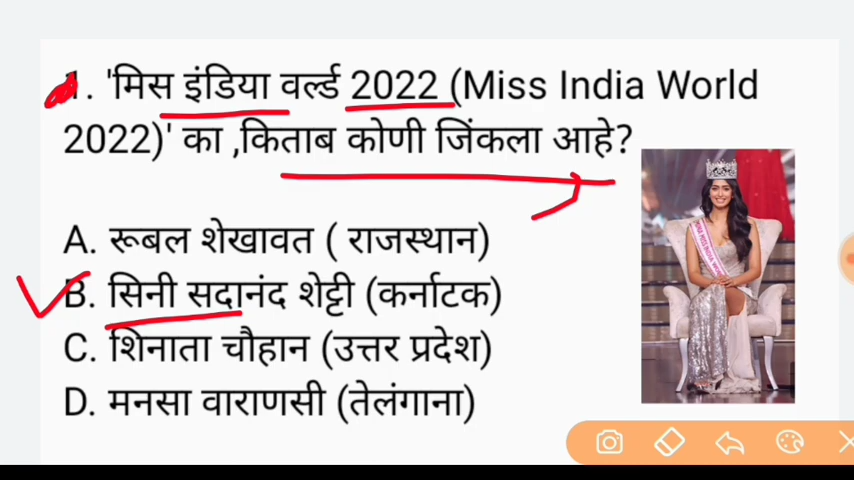 1. 'मिस इंडिया वर्ल्ड 2022 (Miss India World
2022)' का ,किताब कोणी जिंकला आहे?
A. रूबल शेखावत ( राजस्थान)
B. सिनी सदानंद शेट्टी (कर्नाटक)
C. शिनाता चौहान (उत्तर प्रदेश)
D. मनसा वाराणसी (तेलंगाना)